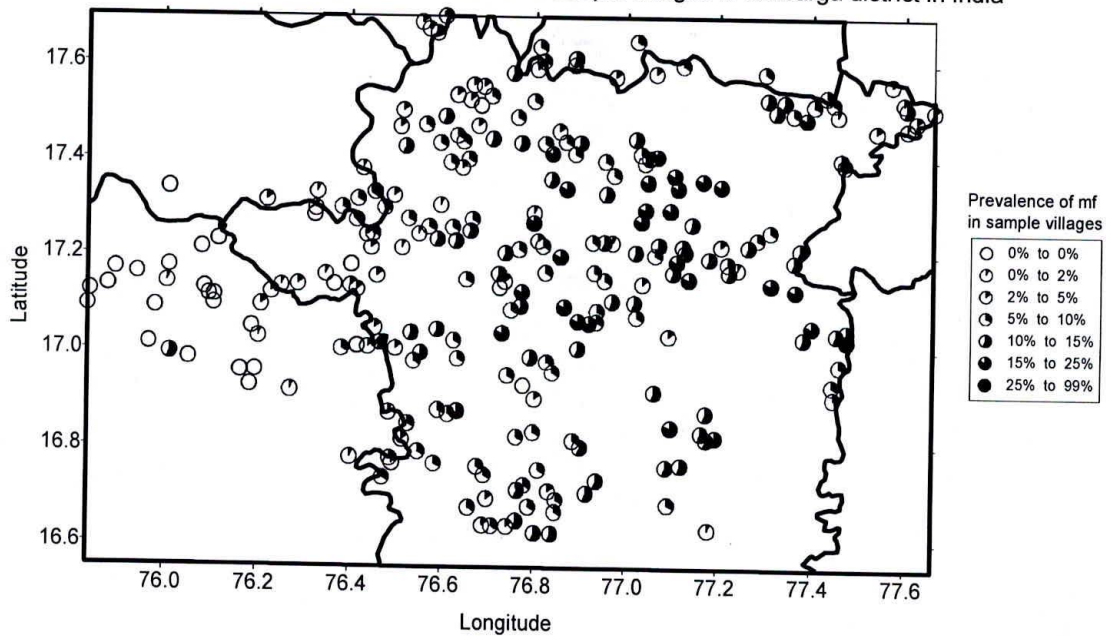 district in India
17.6
17.4
17.2
17.0
16.8
16.6
Latitude
76.0 76.2 76.4 76.6 76.8 77.0 77.2 77.4 77.6
Longitude
Prevalence of mf
in sample villages
0% to 0%
0% to 2%
2% to 5%
5% to 10%
10% to 15%
15% to 25%
25% to 99%